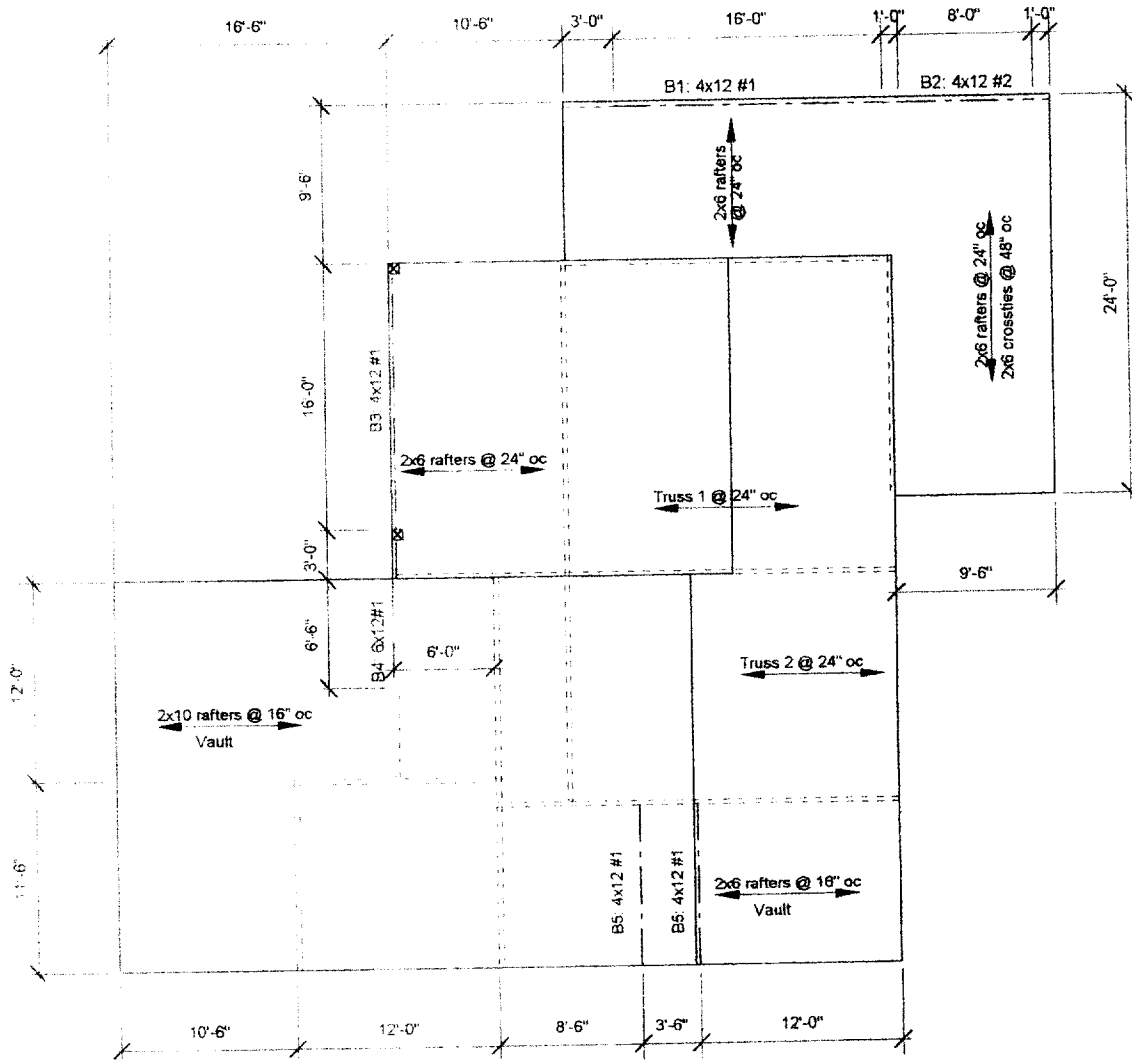 16'-6"
10'-6"
3'-0"
16'-0"
1'-0"
8'-0"
1'-0"
B1: 4x12 #1
B2: 4x12 #2
9'-6"
2x6 rafters
@ 24" oc
2x6 rafters @ 24" oc
2x6 crossties @ 48" oc
24'-0"
16'-0"
B3: 4x12 #1
2x6 rafters @ 24" oc
Truss 1 @ 24" oc
3'-0"
9'-6"
6'-6"
B4: 6x12#1
6'-0"
12'-0"
Truss 2 @ 24" oc
2x10 rafters @ 16" oc
Vault
11'-6"
B5: 4x12 #1
B5: 4x12 #1
2x6 rafters @ 16" oc
Vault
10'-6"
12'-0"
8'-6"
3'-6"
12'-0"